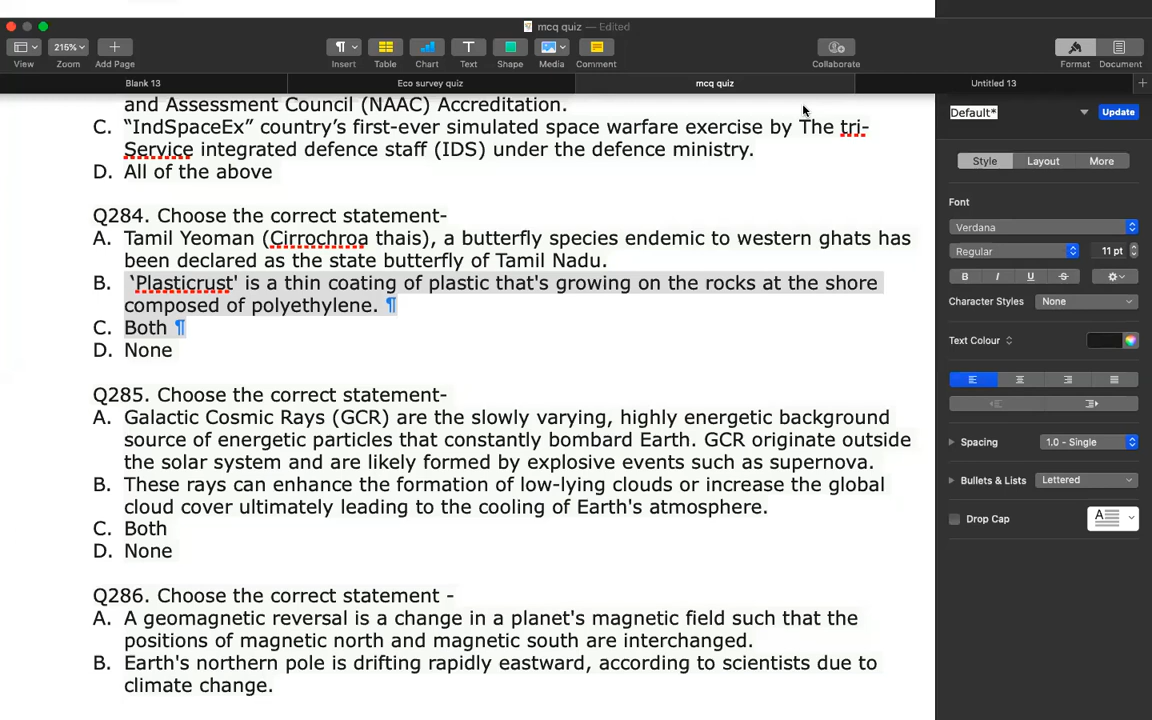 mcq quiz — Edited
View
215%
Zoom
Add Page
Insert
Table
Chart
Text
Shape
Media
Comment
Collaborate
Format
Document
Blank 13
Eco survey quiz
mcq quiz
Untitled 13
and Assessment Council (NAAC) Accreditation.
C. “IndSpaceEx” country’s first-ever simulated space warfare exercise by The tri-
Service integrated defence staff (IDS) under the defence ministry.
D. All of the above
Q284. Choose the correct statement-
A. Tamil Yeoman (Cirrochroa thais), a butterfly species endemic to western ghats has
been declared as the state butterfly of Tamil Nadu.
B. ‘Plasticrust' is a thin coating of plastic that's growing on the rocks at the shore
composed of polyethylene. ¶
C. Both ¶
D. None
Q285. Choose the correct statement-
A. Galactic Cosmic Rays (GCR) are the slowly varying, highly energetic background
source of energetic particles that constantly bombard Earth. GCR originate outside
the solar system and are likely formed by explosive events such as supernova.
B. These rays can enhance the formation of low-lying clouds or increase the global
cloud cover ultimately leading to the cooling of Earth's atmosphere.
C. Both
D. None
Q286. Choose the correct statement -
A. A geomagnetic reversal is a change in a planet's magnetic field such that the
positions of magnetic north and magnetic south are interchanged.
B. Earth's northern pole is drifting rapidly eastward, according to scientists due to
climate change.
Default*
Update
Style
Layout
More
Font
Verdana
Regular
11 pt
B I U S
Character Styles
None
Text Colour
Spacing
1.0 - Single
Bullets & Lists
Lettered
Drop Cap
A